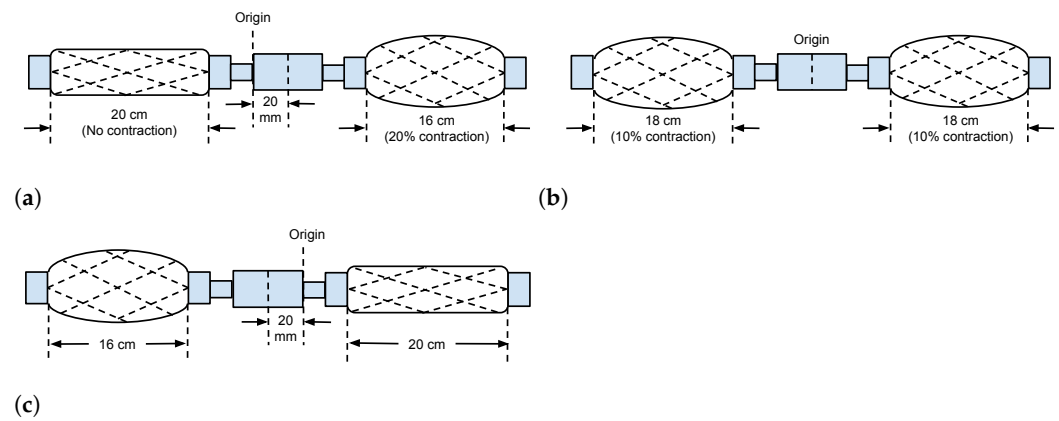 Origin
20
mm
20 cm
(No contraction)
16 cm
(20% contraction)
(a)
Origin
18 cm
(10% contraction)
18 cm
(10% contraction)
(b)
Origin
20
mm
16 cm
20 cm
(c)